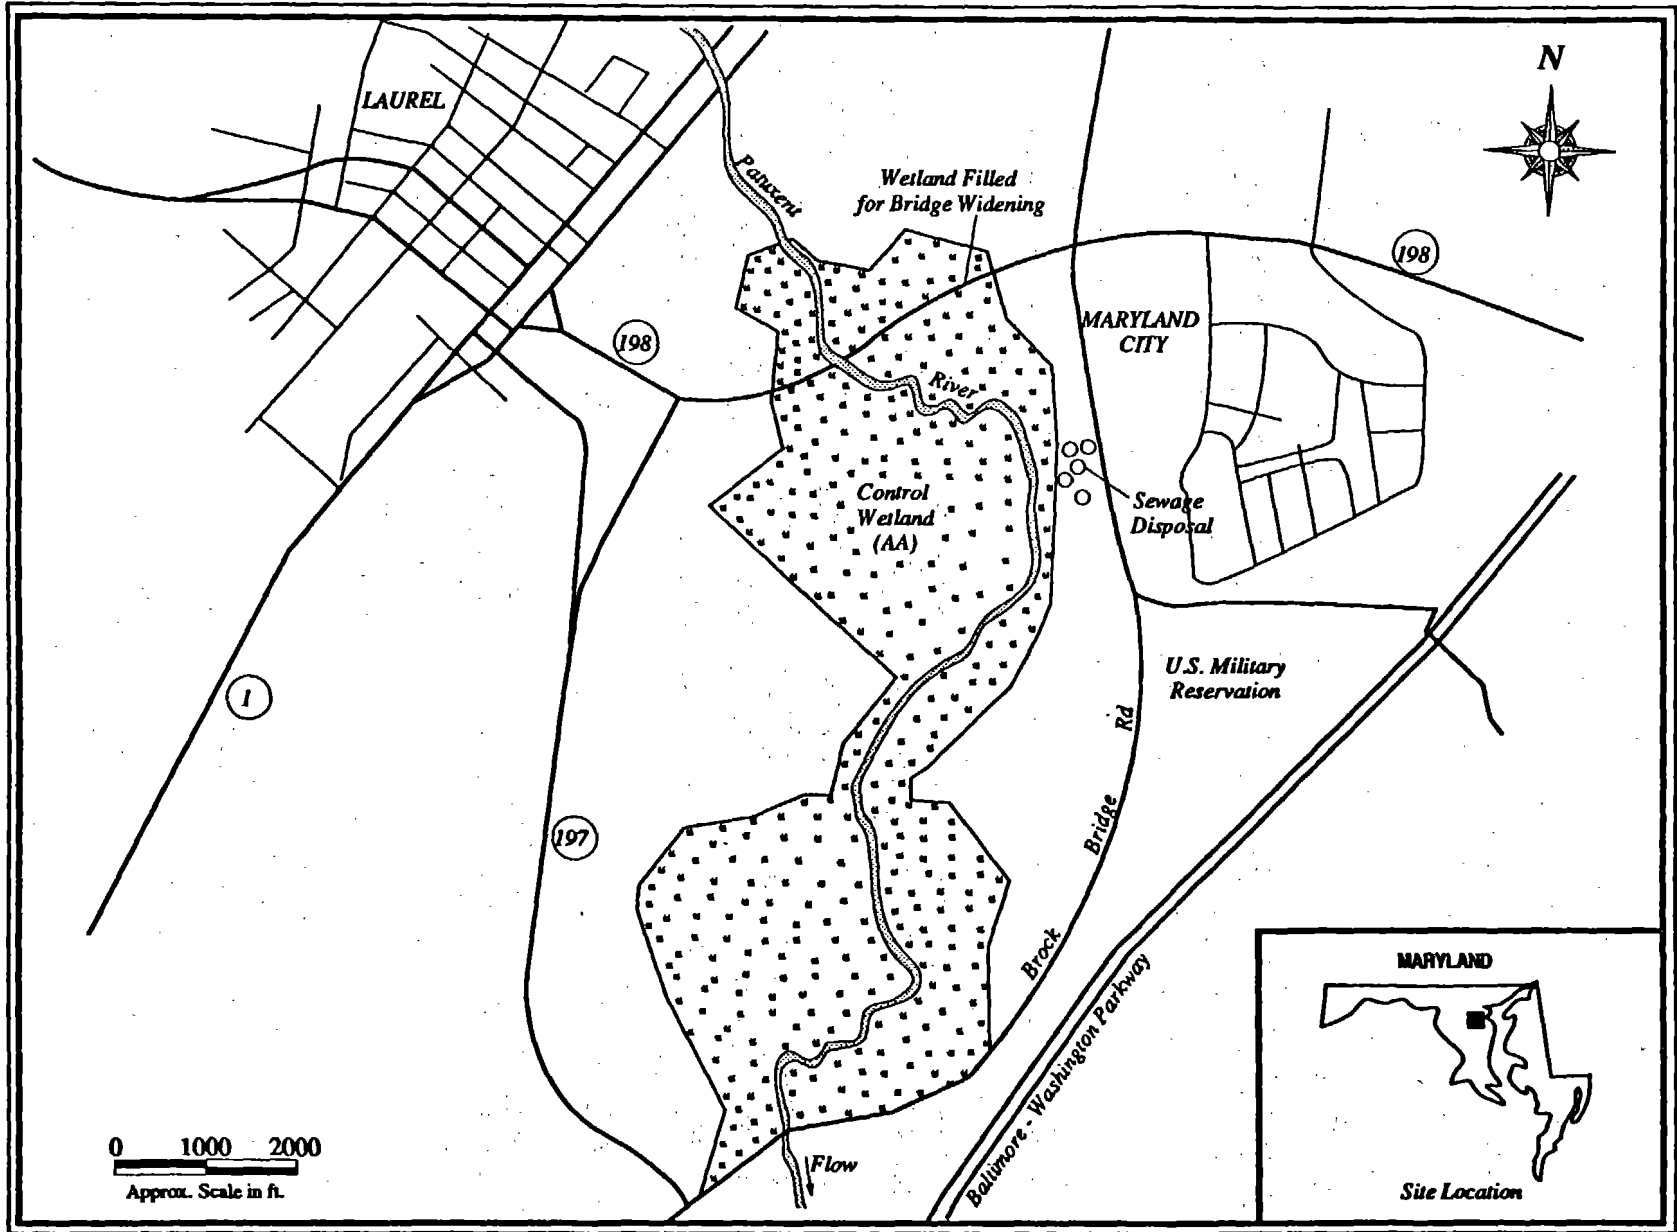 N
LAUREL
Patuxent
Wetland Filled
for Bridge Widening
198
MARYLAND
CITY
198
River
Control
Wetland
(AA)
Sewage
Disposal
U.S. Military
Reservation
1
Rd
Bridge
Brock
197
Baltimore - Washington Parkway
MARYLAND
Site Location
0 1000 2000
Approx. Scale in ft.
Flow